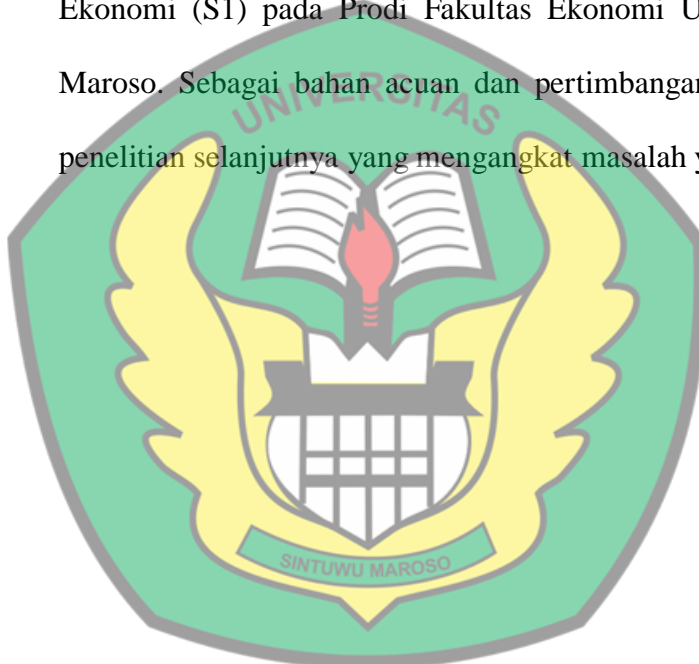 Ekonomi (S1) pada Prodi Fakultas Ekonomi U
Maroso. Sebagai bahan acuan dan pertimbangan
penelitian selanjutnya yang mengangkat masalah y
UNIVERSITAS
SINTUWU MAROSO